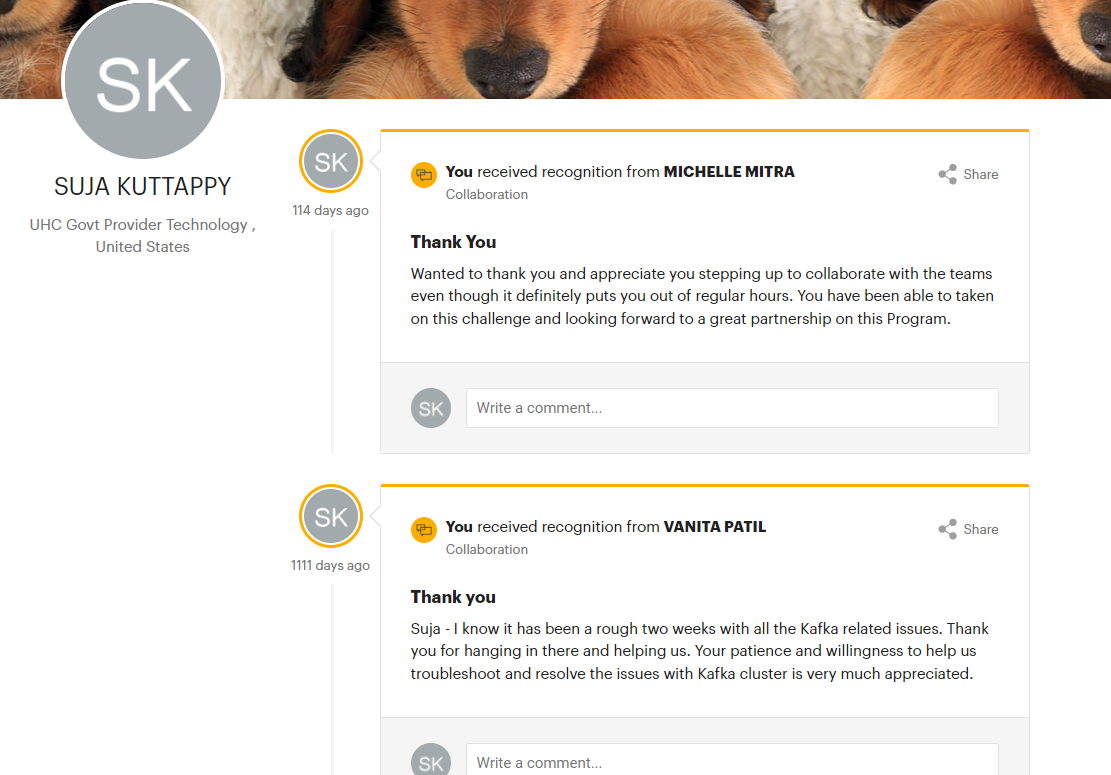 SK
SUJA KUTTAPPY
UHC Govt Provider Technology ,
United States
SK
114 days ago
You received recognition from MICHELLE MITRA
Share
Collaboration
Thank You
Wanted to thank you and appreciate you stepping up to collaborate with the teams
even though it definitely puts you out of regular hours. You have been able to taken
on this challenge and looking forward to a great partnership on this Program.
SK
Write a comment...
SK
1111 days ago
You received recognition from VANITA PATIL
Share
Collaboration
Thank you
Suja - I know it has been a rough two weeks with all the Kafka related issues. Thank
you for hanging in there and helping us. Your patience and willingness to help us
troubleshoot and resolve the issues with Kafka cluster is very much appreciated.
SK
Write a comment...